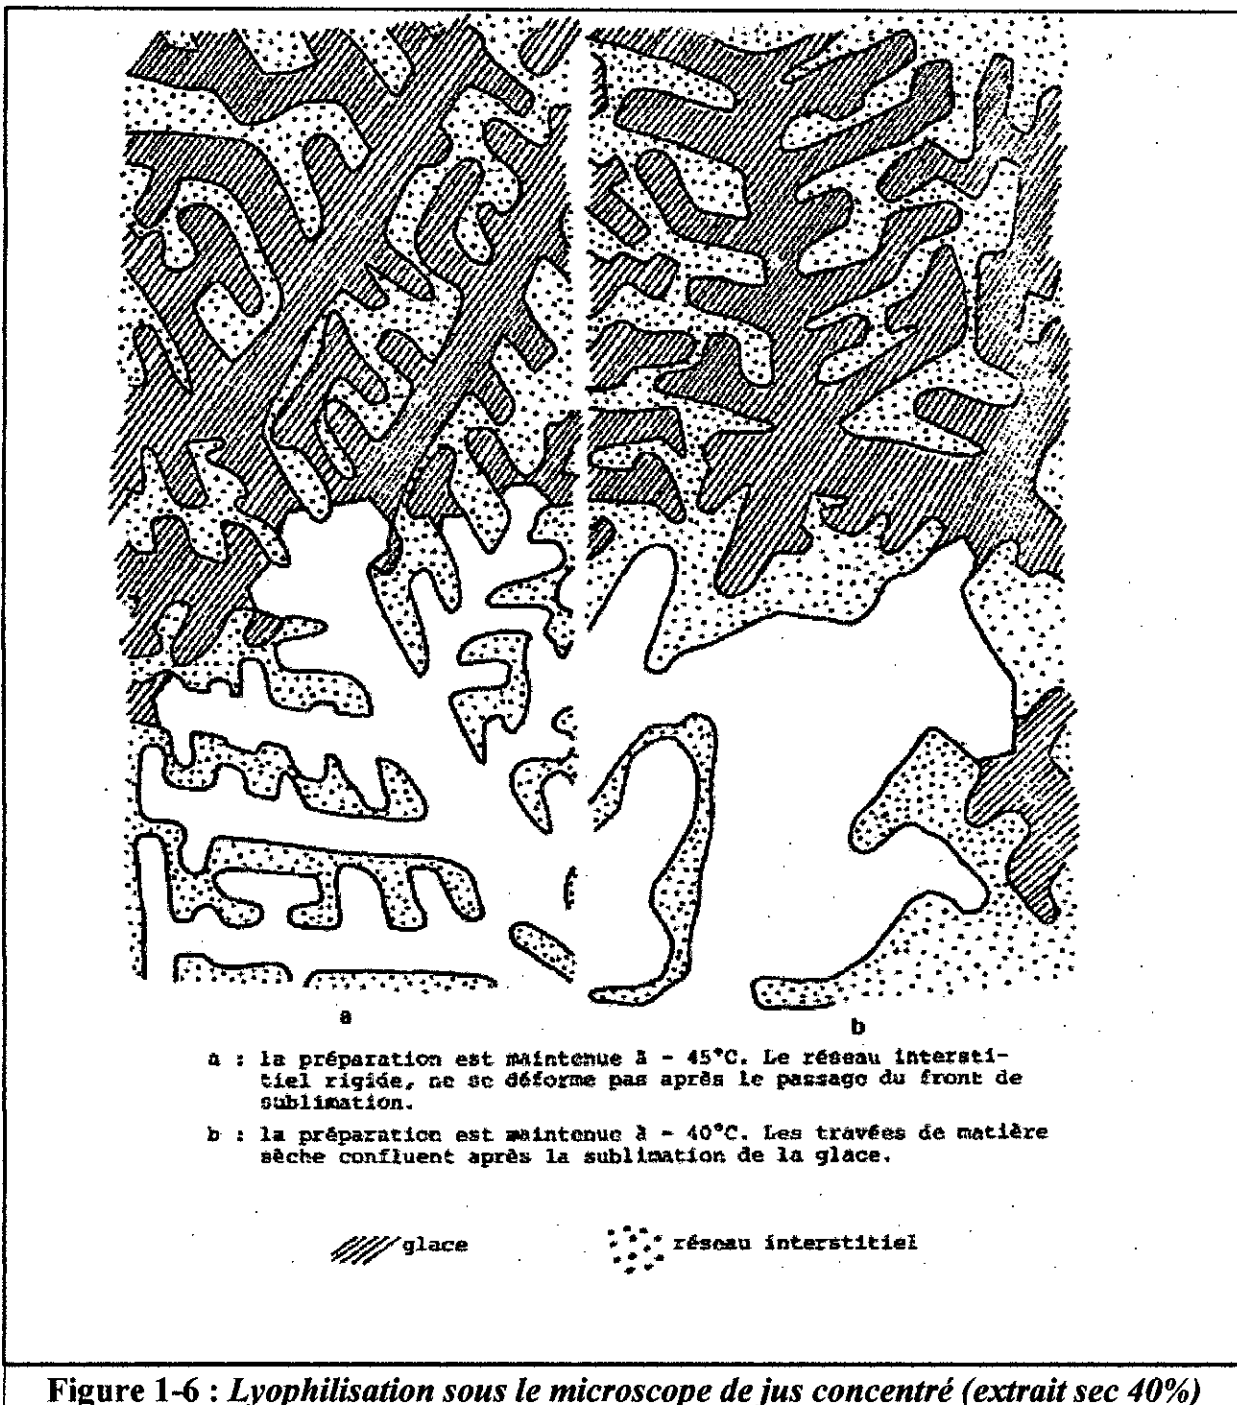 a
b
a : la préparation est maintenue à - 45°C. Le réseau intersti-
tiel rigide, ne se déforme pas après le passage du front de
sublimation.
b : la préparation est maintenue à - 40°C. Les travées de matière
sèche confluent après la sublimation de la glace.
glace
réseau interstitiel
Figure 1-6 : Lyophilisation sous le microscope de jus concentré (extrait sec 40%)